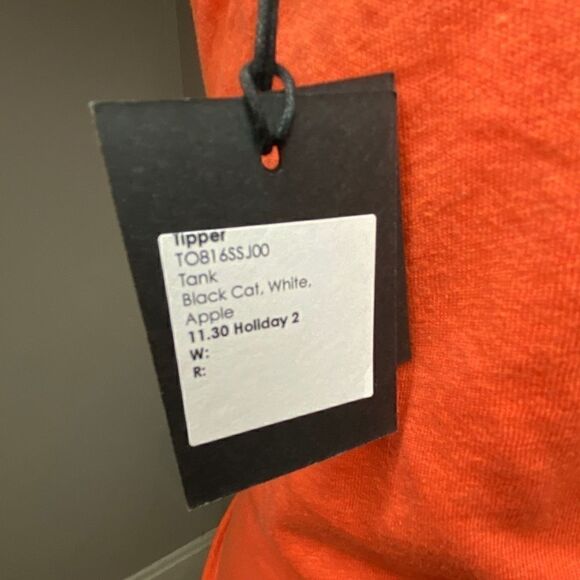 Tipper
TO816SSJ00
Tank
Black Cat, White,
Apple
11.30 Holiday 2
W:
R: